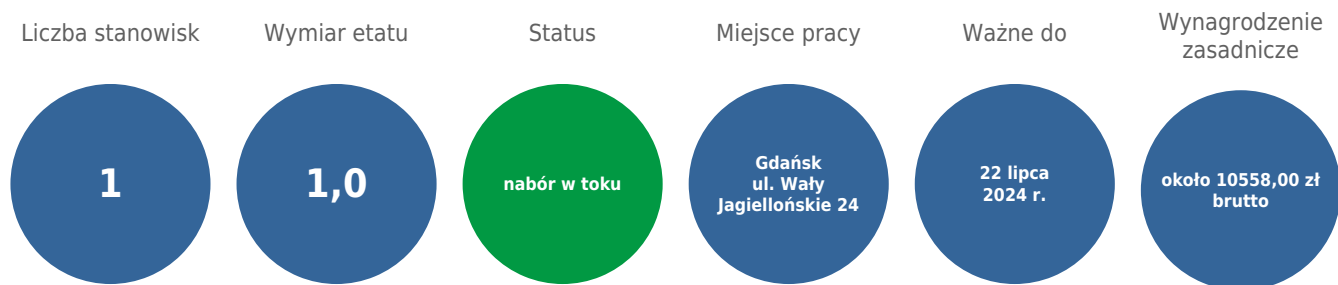 Liczba stanowisk
1
Wymiar etatu
1,0
Status
nabór w toku
Miejsce pracy
Gdańsk
ul. Wały
Jagiellońskie 24
Ważne do
22 lipca
2024 r.
Wynagrodzenie
zasadnicze
około 10558,00 zł
brutto